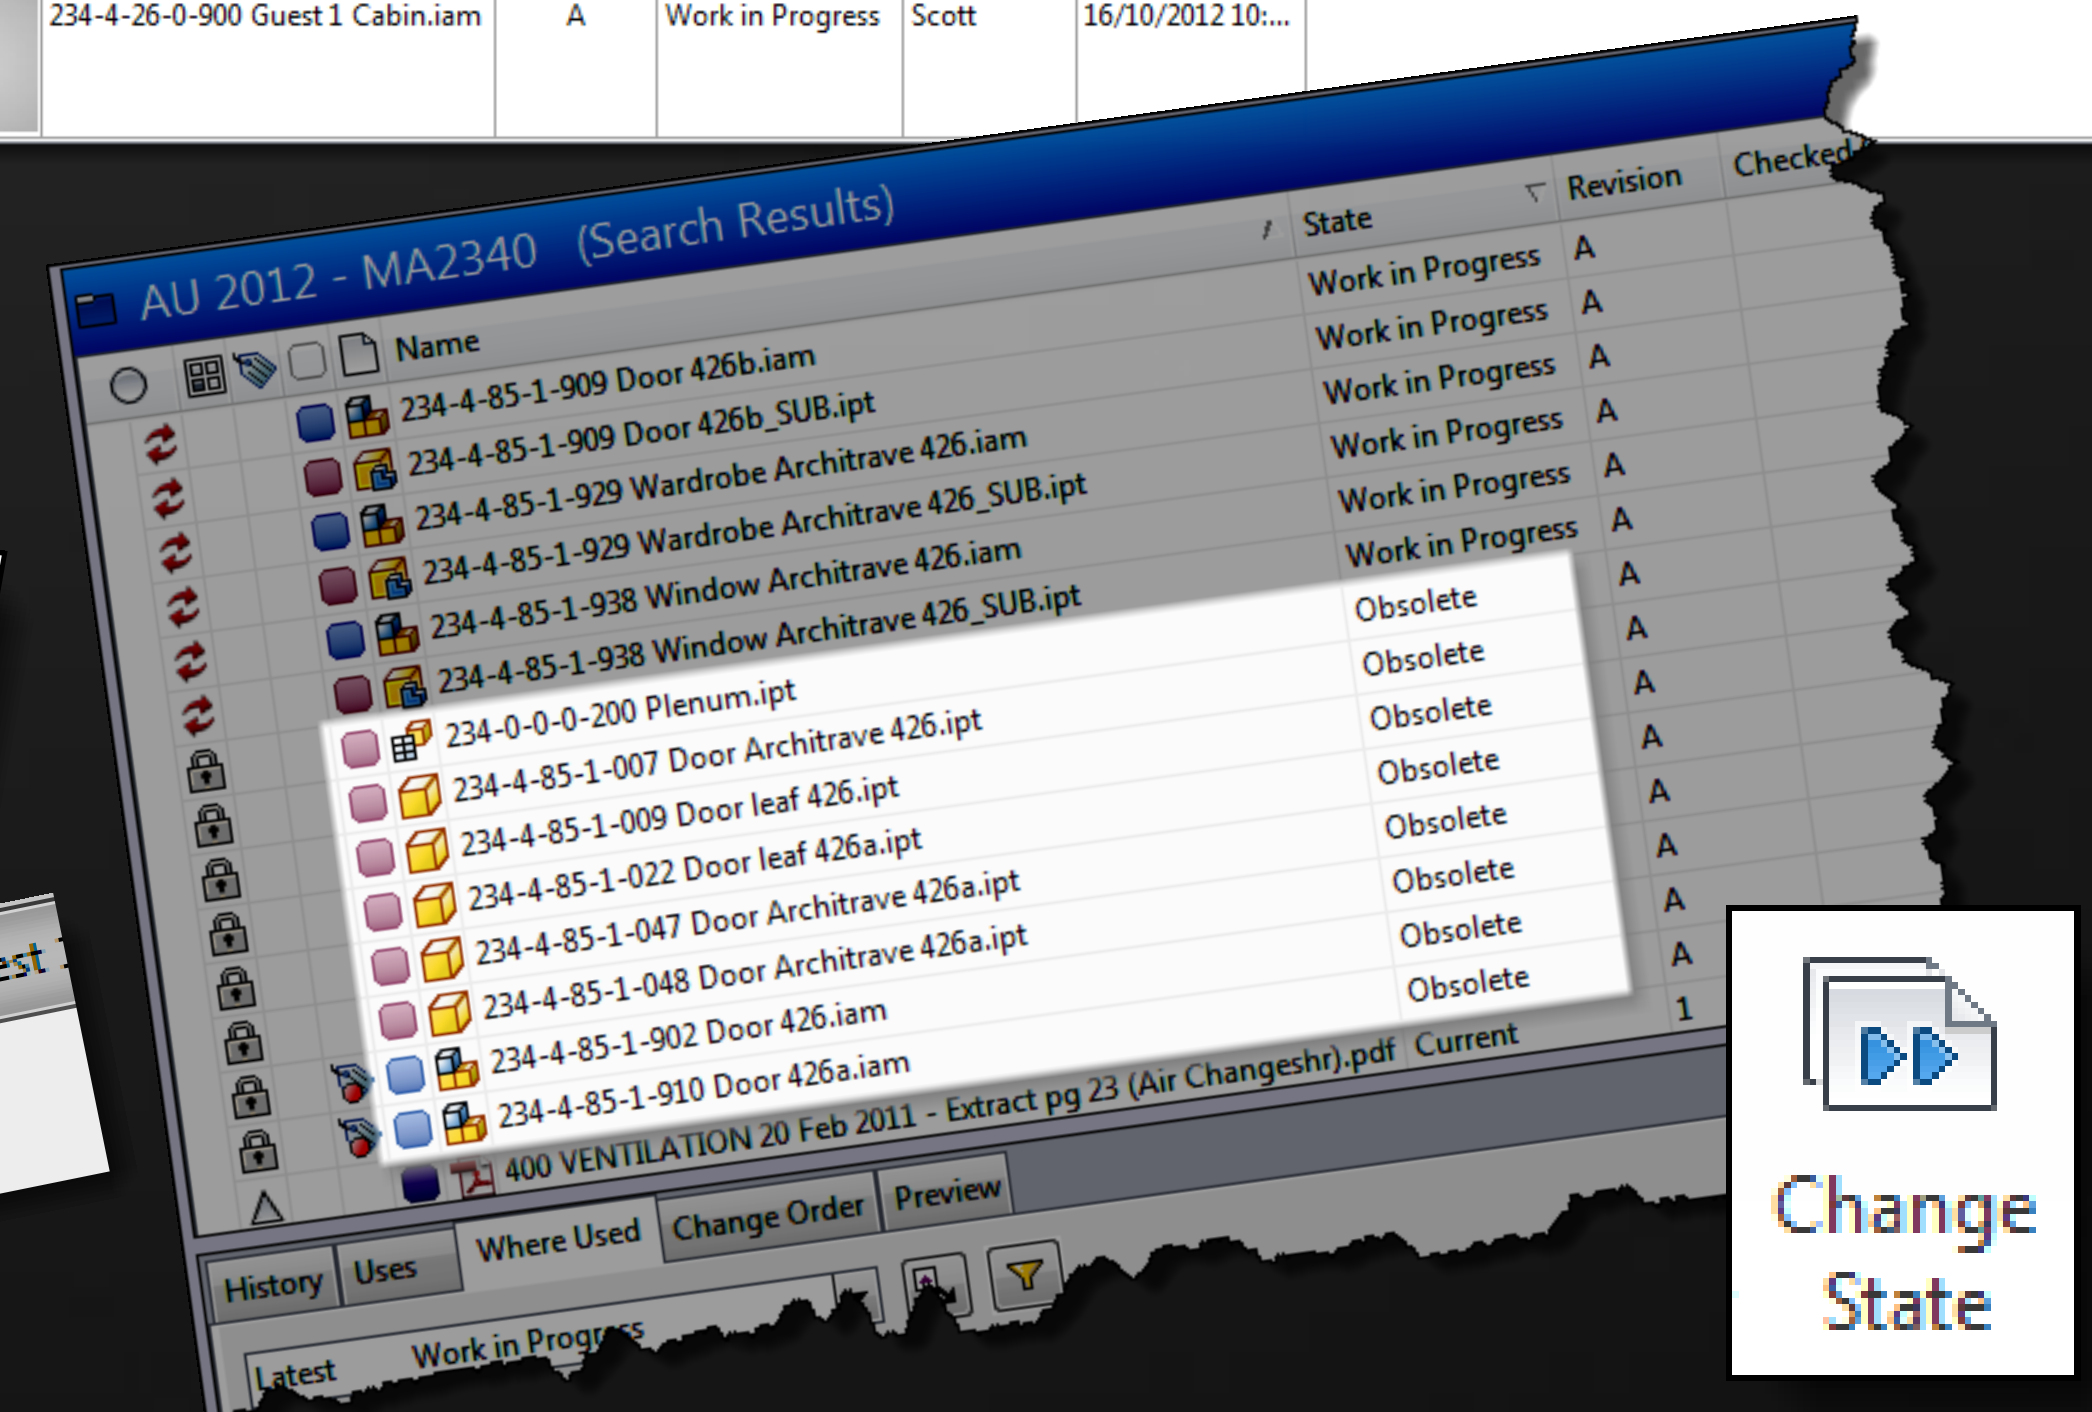 234-4-26-0-900 Guest 1 Cabin.iam A Work in Progress Scott 16/10/2012 10:...
AU 2012 - MA2340 (Search Results)
Name State Revision Checked
234-4-85-1-909 Door 426b.iam Work in Progress A
234-4-85-1-909 Door 426b_SUB.ipt Work in Progress A
234-4-85-1-929 Wardrobe Architrave 426.iam Work in Progress A
234-4-85-1-929 Wardrobe Architrave 426_SUB.ipt Work in Progress A
234-4-85-1-938 Window Architrave 426.iam Work in Progress A
234-4-85-1-938 Window Architrave 426_SUB.ipt Work in Progress A
234-0-0-0-200 Plenum.ipt Obsolete A
234-4-85-1-007 Door Architrave 426.ipt Obsolete A
234-4-85-1-009 Door leaf 426.ipt Obsolete A
234-4-85-1-022 Door leaf 426a.ipt Obsolete A
234-4-85-1-047 Door Architrave 426a.ipt Obsolete A
234-4-85-1-048 Door Architrave 426a.ipt Obsolete A
234-4-85-1-902 Door 426.iam Obsolete A
234-4-85-1-910 Door 426a.iam Obsolete A
400 VENTILATION 20 Feb 2011 - Extract pg 23 (Air Changeshr).pdf Current 1
History Uses Where Used Change Order Preview
Latest Work in Progress
Change
State